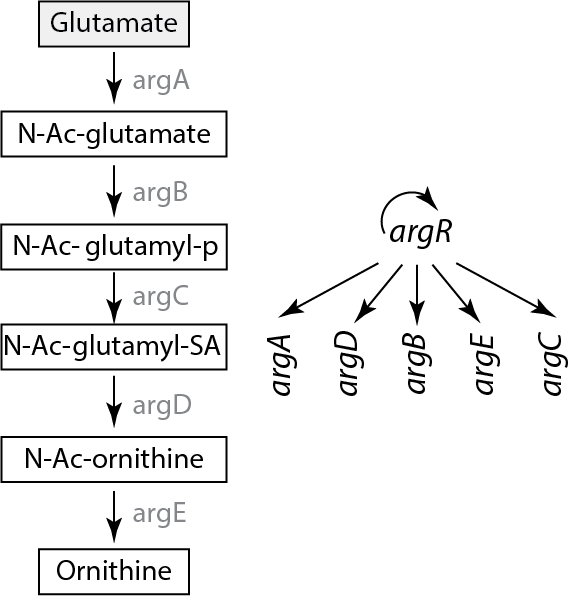 Glutamate
argA
N-Ac-glutamate
argB
N-Ac- glutamyl-p
argC
N-Ac-glutamyl-SA
argD
N-Ac-ornithine
argE
Ornithine
argR
argA
argD
argB
argE
argC